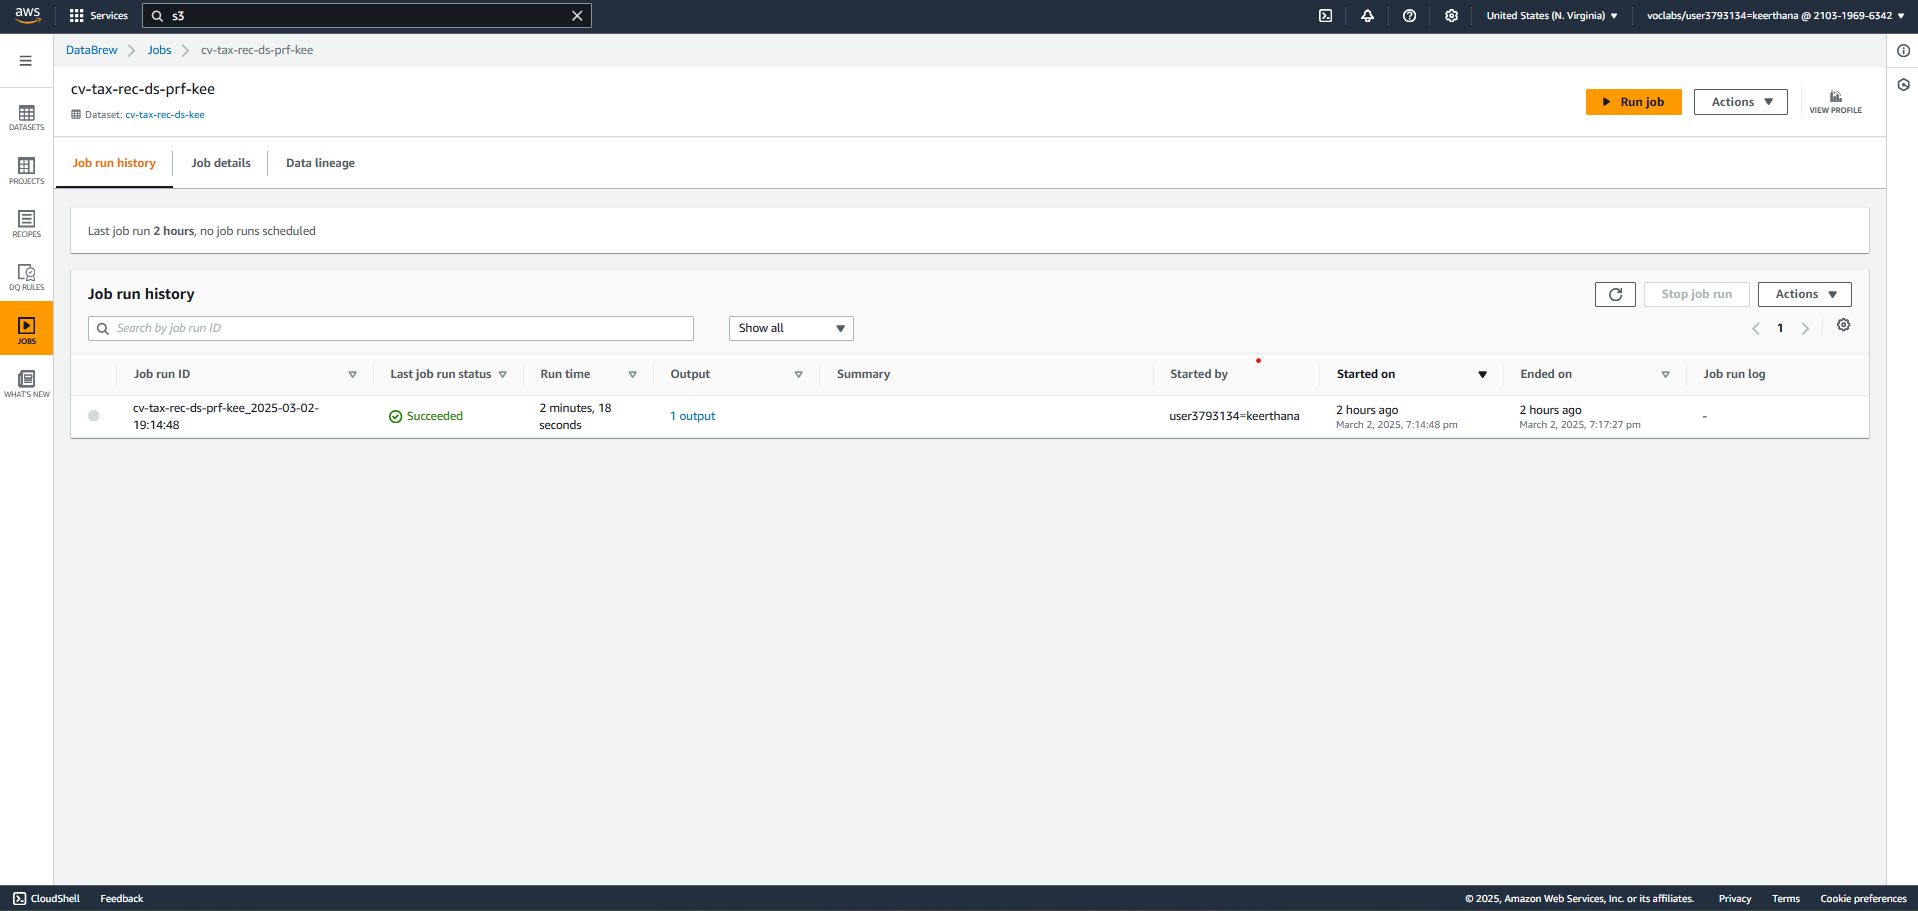 aws
Services
s3
United States (N. Virginia)
voclabs/user3793134=keerthana @ 2103-1969-6342
DataBrew
Jobs
cv-tax-rec-ds-prf-kee
cv-tax-rec-ds-prf-kee
Dataset: cv-tax-rec-ds-kee
Run job
Actions
VIEW PROFILE
DATASETS
PROJECTS
RECIPES
DQ RULES
JOBS
WHAT'S NEW
Job run history
Job details
Data lineage
Last job run 2 hours, no job runs scheduled
Job run history
Stop job run
Actions
Search by job run ID
Show all
1
Job run ID
Last job run status
Run time
Output
Summary
Started by
Started on
Ended on
Job run log
cv-tax-rec-ds-prf-kee_2025-03-02-
19:14:48
Succeeded
2 minutes, 18
seconds
1 output
user3793134=keerthana
2 hours ago
March 2, 2025, 7:14:48 pm
2 hours ago
March 2, 2025, 7:17:27 pm
-
CloudShell
Feedback
© 2025, Amazon Web Services, Inc. or its affiliates.
Privacy
Terms
Cookie preferences